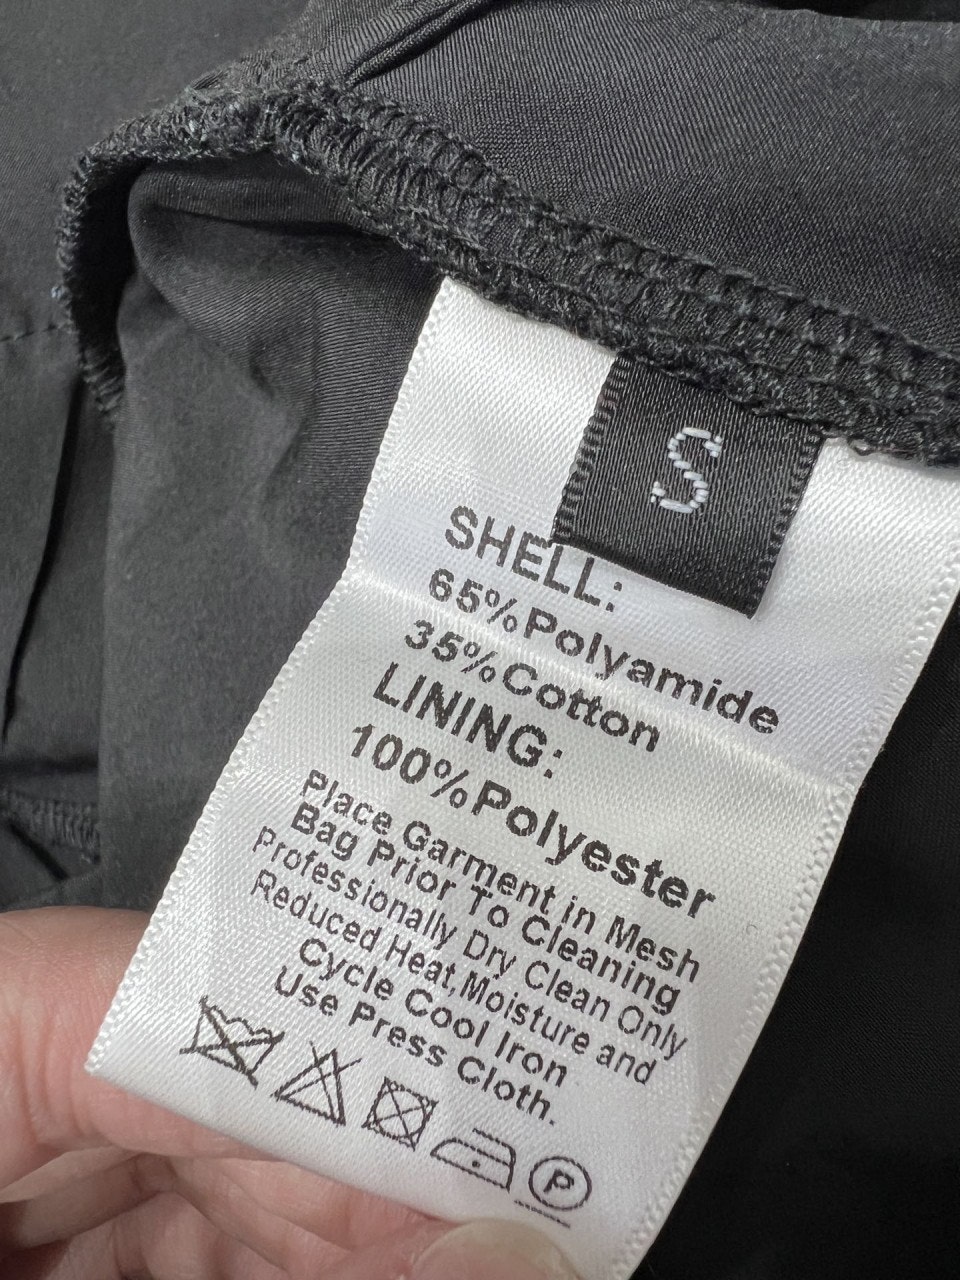 S
SHELL:
65%Polyamide
35%Cotton
LINING:
100%Polyester
Place Garment in Mesh
Bag Prior To Cleaning
Professionally Dry Clean Only
Reduced Heat,Moisture and
Cycle Cool Iron
Use Press Cloth.
P